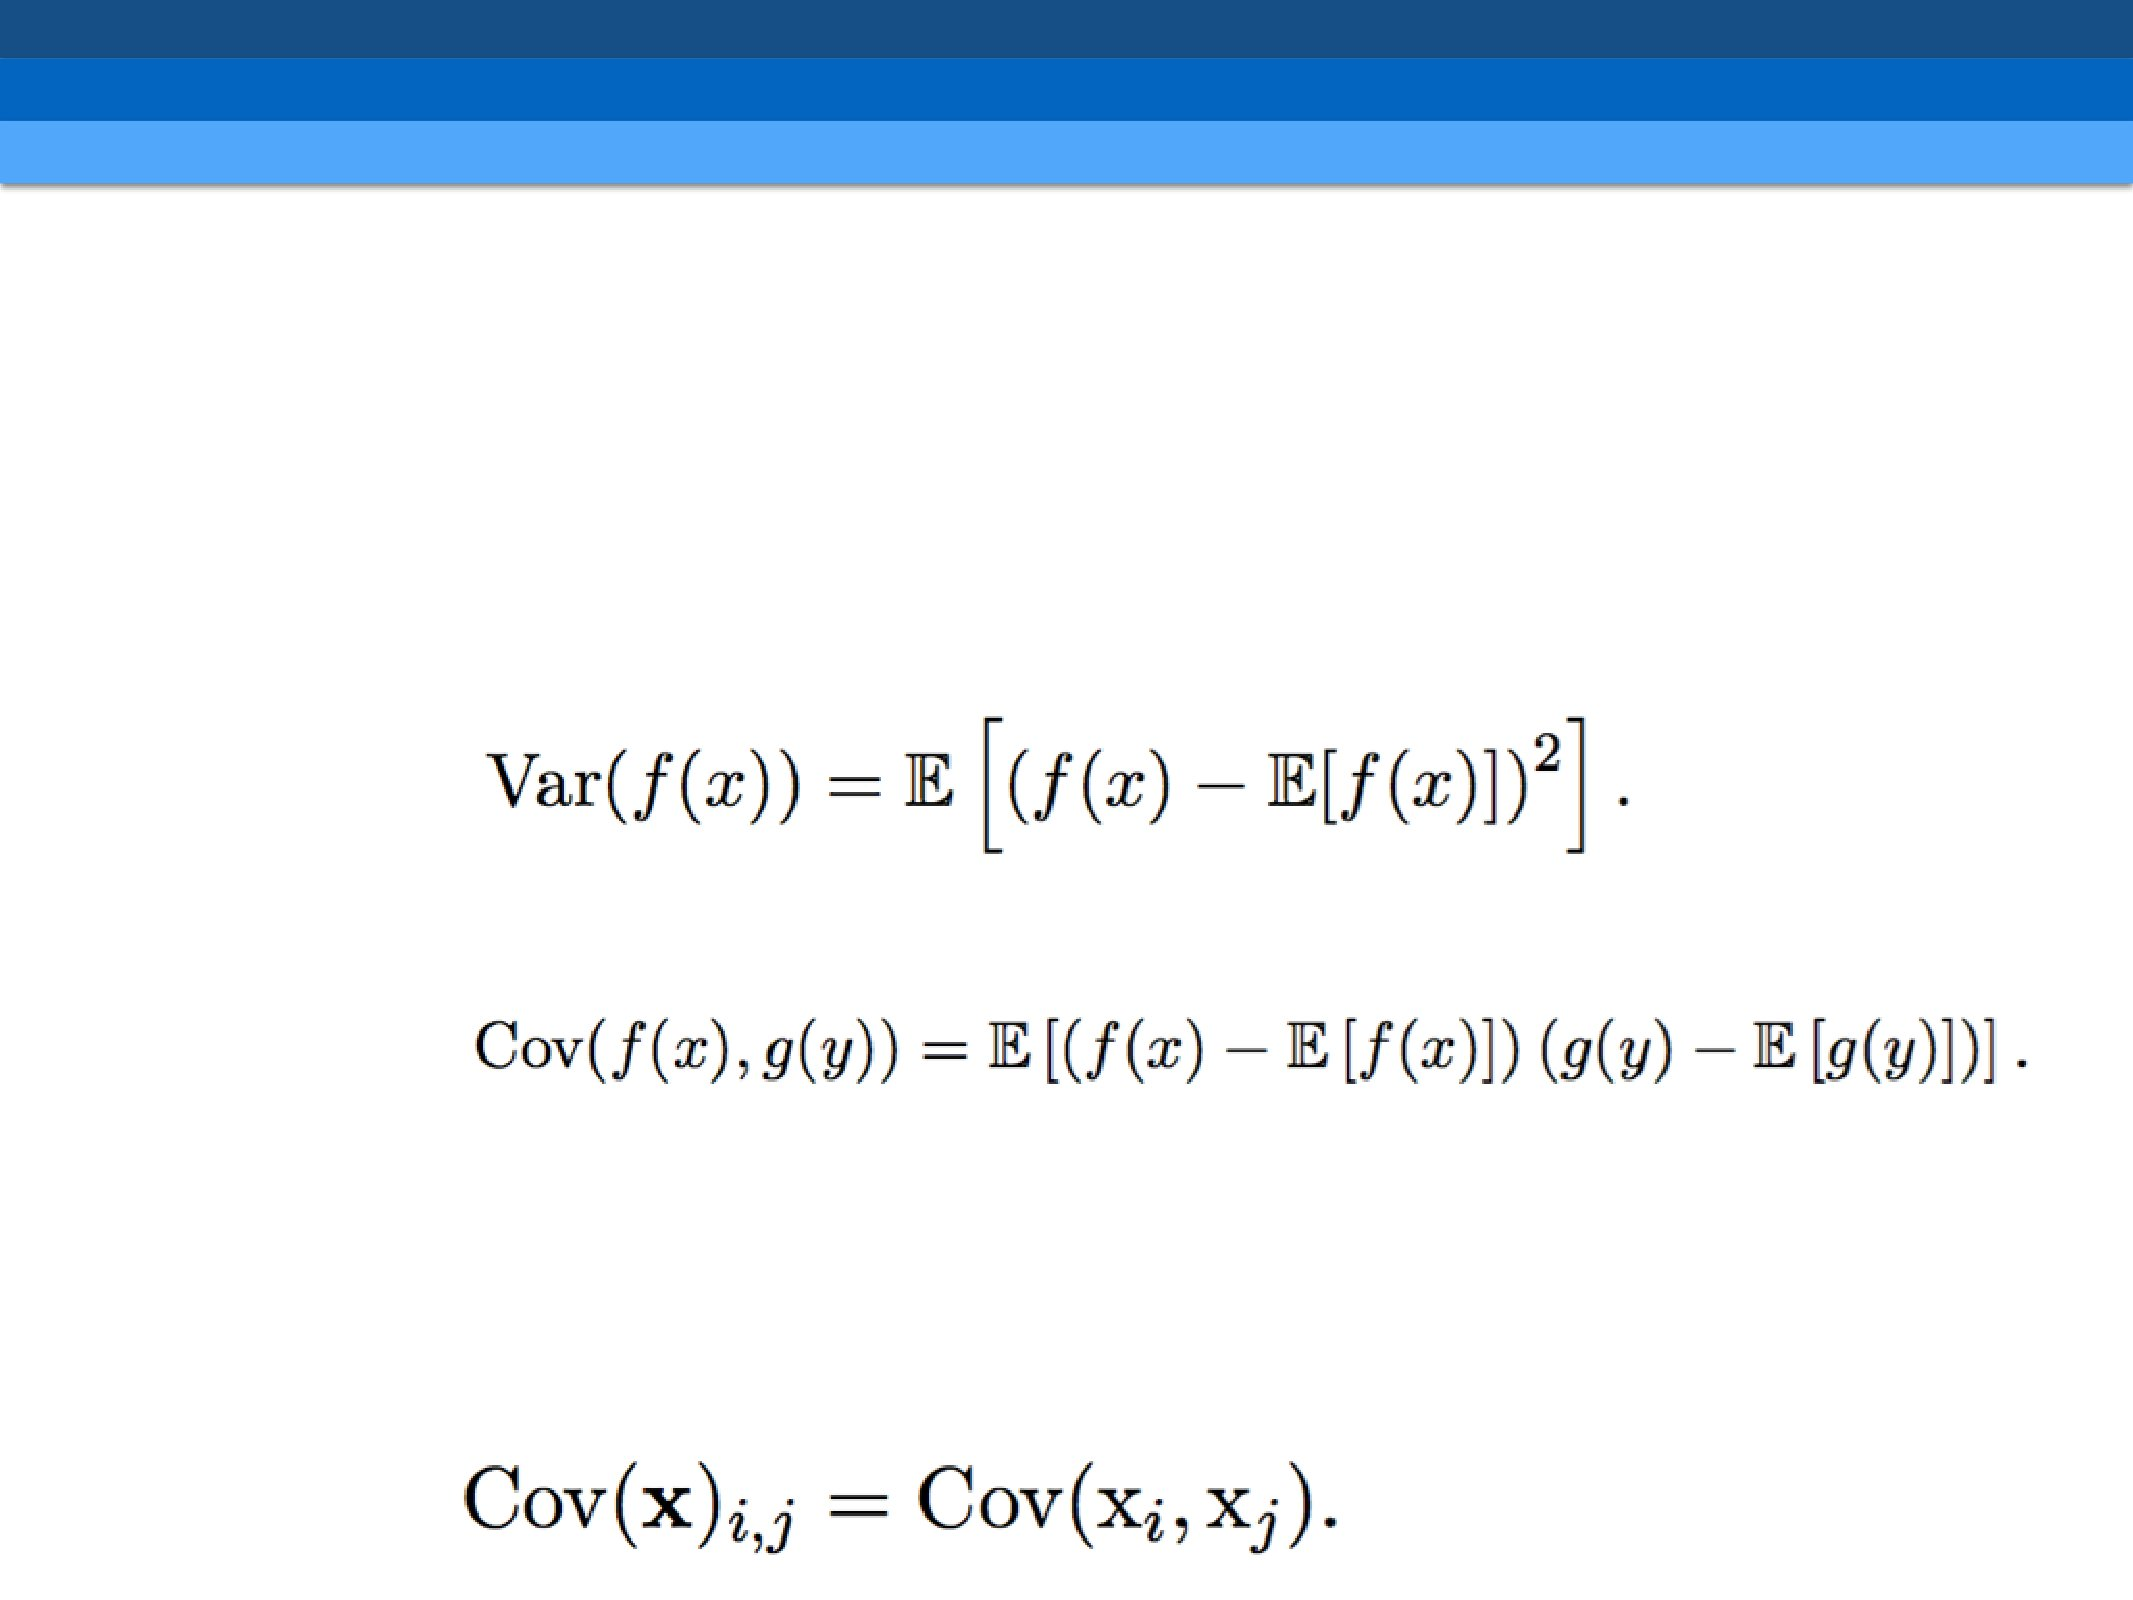 Var(f(x)) = 𝔼 [(f(x) − 𝔼[f(x)])²] .
Cov(f(x), g(y)) = 𝔼 [(f(x) − 𝔼 [f(x)]) (g(y) − 𝔼 [g(y)])] .
Cov(𝐱)_{i,j} = Cov(x_i, x_j).